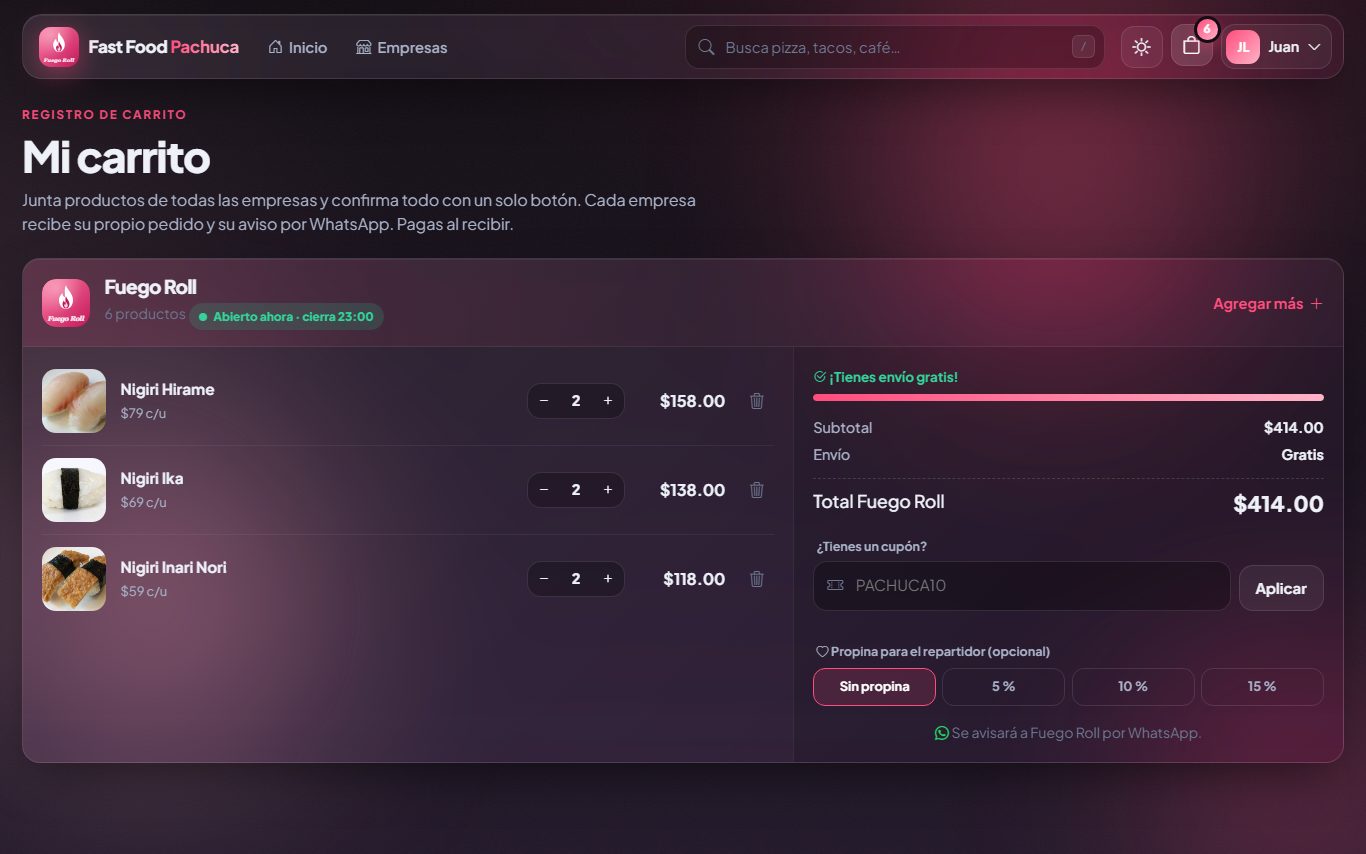 Fuego Roll
Fast Food Pachuca
Inicio
Empresas
Busca pizza, tacos, café...
/
6
JL
Juan
REGISTRO DE CARRITO
Mi carrito
Junta productos de todas las empresas y confirma todo con un solo botón. Cada empresa
recibe su propio pedido y su aviso por WhatsApp. Pagas al recibir.
Fuego Roll
Fuego Roll
6 productos
Abierto ahora · cierra 23:00
Agregar más +
Nigiri Hirame
$79 c/u
− 2 +
$158.00
Nigiri Ika
$69 c/u
− 2 +
$138.00
Nigiri Inari Nori
$59 c/u
− 2 +
$118.00
¡Tienes envío gratis!
Subtotal $414.00
Envío Gratis
Total Fuego Roll $414.00
¿Tienes un cupón?
PACHUCA10
Aplicar
Propina para el repartidor (opcional)
Sin propina
5 %
10 %
15 %
Se avisará a Fuego Roll por WhatsApp.